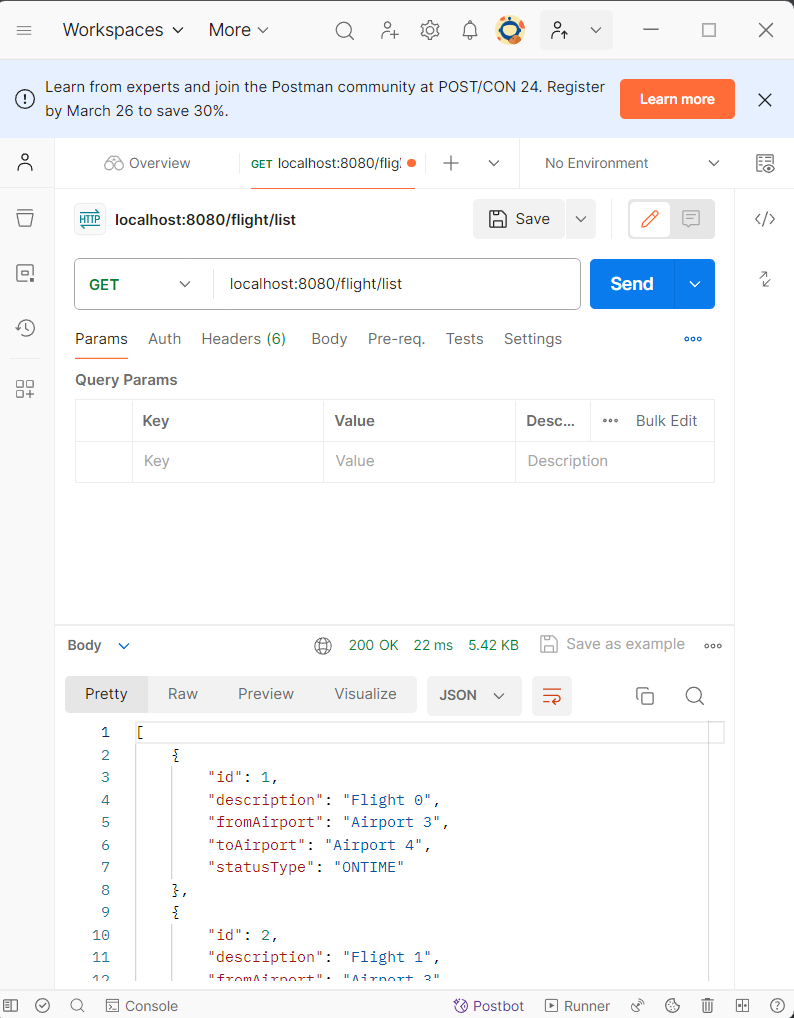 Workspaces More
Learn from experts and join the Postman community at POST/CON 24. Register
by March 26 to save 30%.
Learn more
Overview
GET localhost:8080/flig
No Environment
HTTP
localhost:8080/flight/list
Save
GET localhost:8080/flight/list
Send
Params Auth Headers (6) Body Pre-req. Tests Settings
Query Params
Key Value Desc... Bulk Edit
Key Value Description
Body 200 OK 22 ms 5.42 KB Save as example
Pretty Raw Preview Visualize JSON
1 [
2 {
3 "id": 1,
4 "description": "Flight 0",
5 "fromAirport": "Airport 3",
6 "toAirport": "Airport 4",
7 "statusType": "ONTIME"
8 },
9 {
10 "id": 2,
11 "description": "Flight 1",
12 "fromAirport": "Airport 3"
Console Postbot Runner